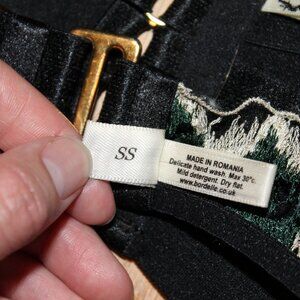 SS
MADE IN ROMANIA
Delicate hand wash. Max 30°c.
Mild detergent. Dry flat.
www.bordelle.co.uk